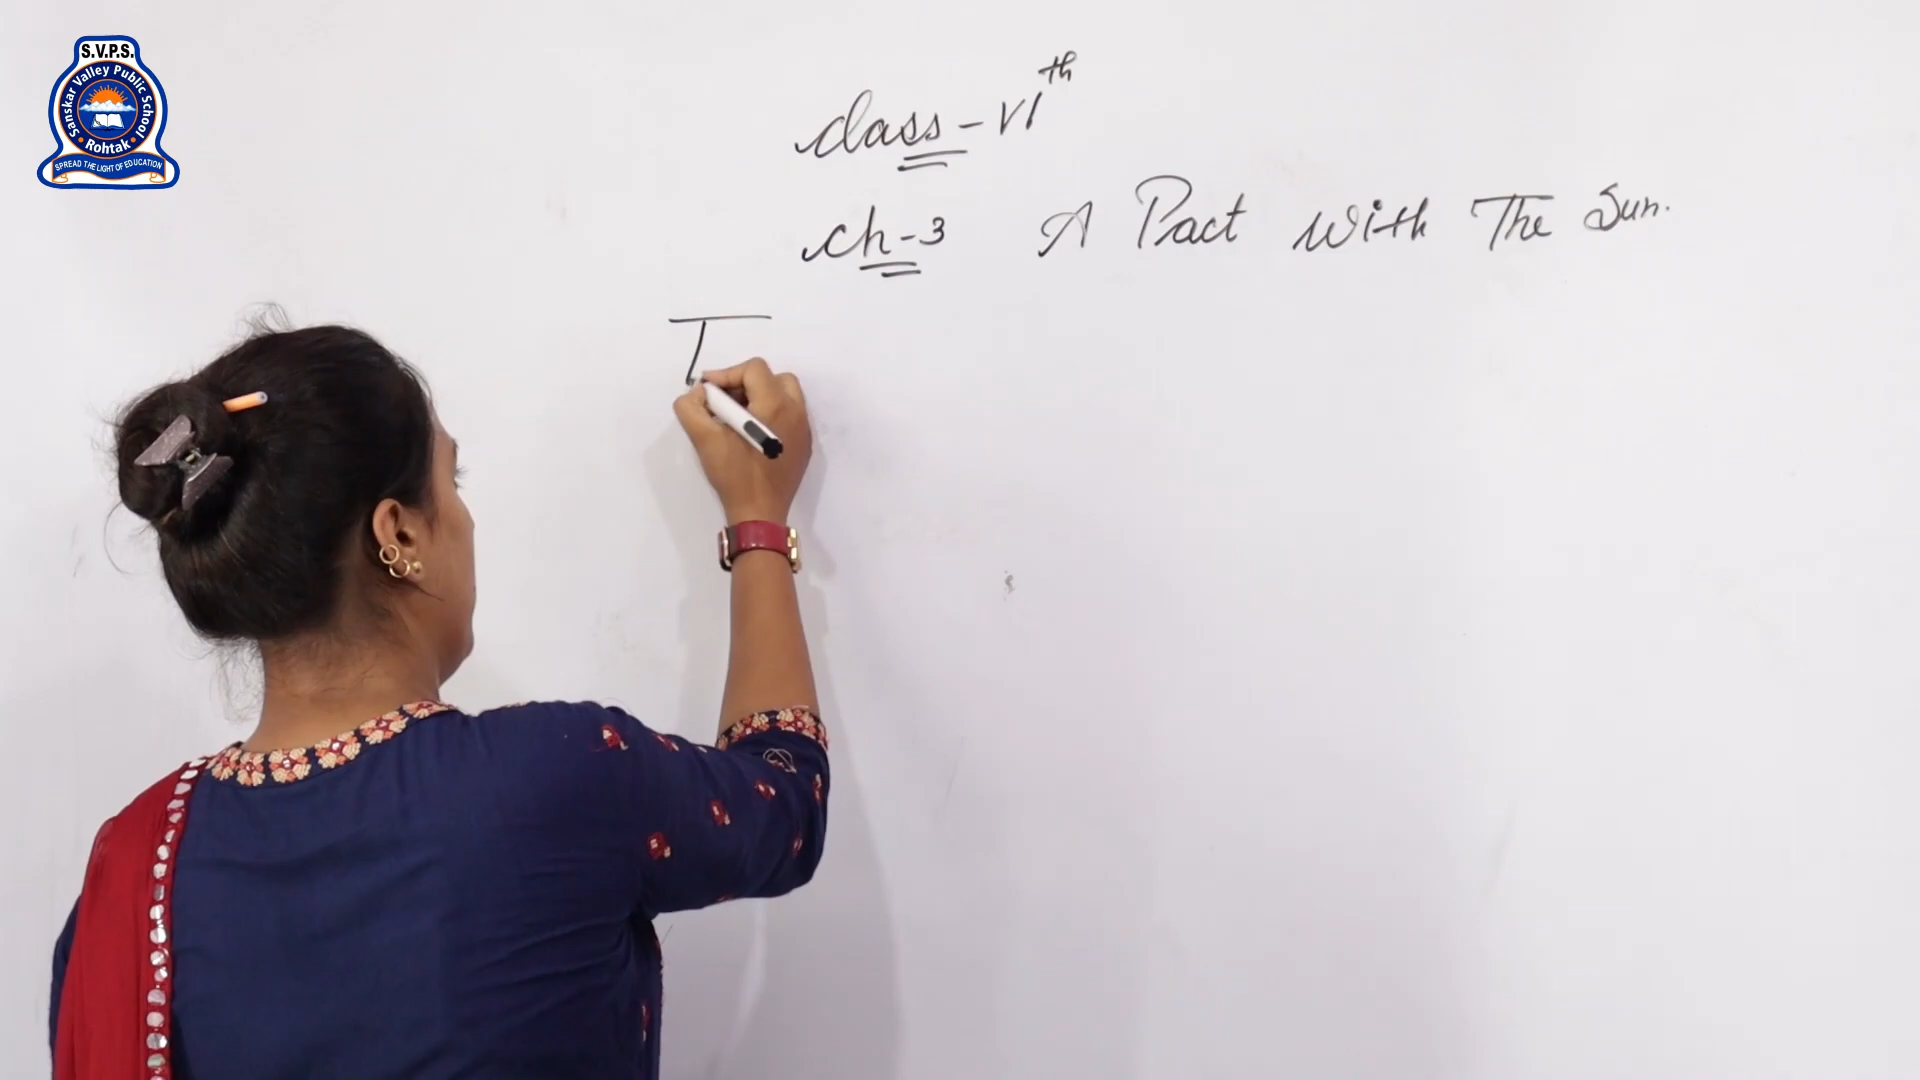 S.V.P.S.
Sanskar Valley Public School
Rohtak
SPREAD THE LIGHT OF EDUCATION
class - VIth
ch-3 A Pact With The Sun.
T